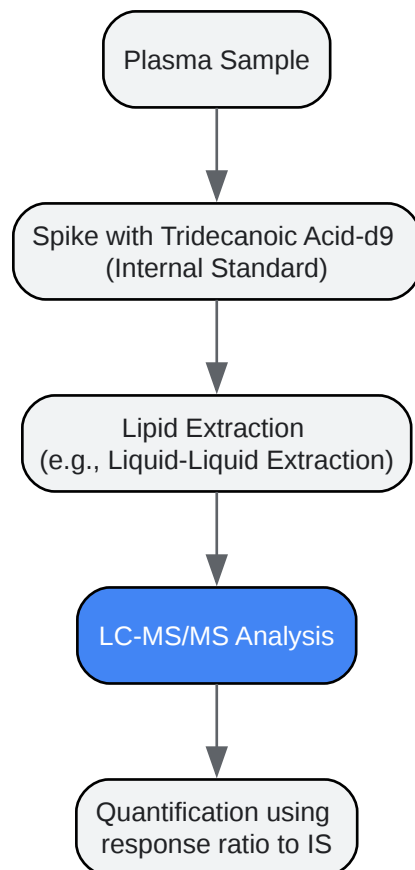 Plasma Sample
Spike with Tridecanoic Acid-d9
(Internal Standard)
Lipid Extraction
(e.g., Liquid-Liquid Extraction)
LC-MS/MS Analysis
Quantification using
response ratio to IS